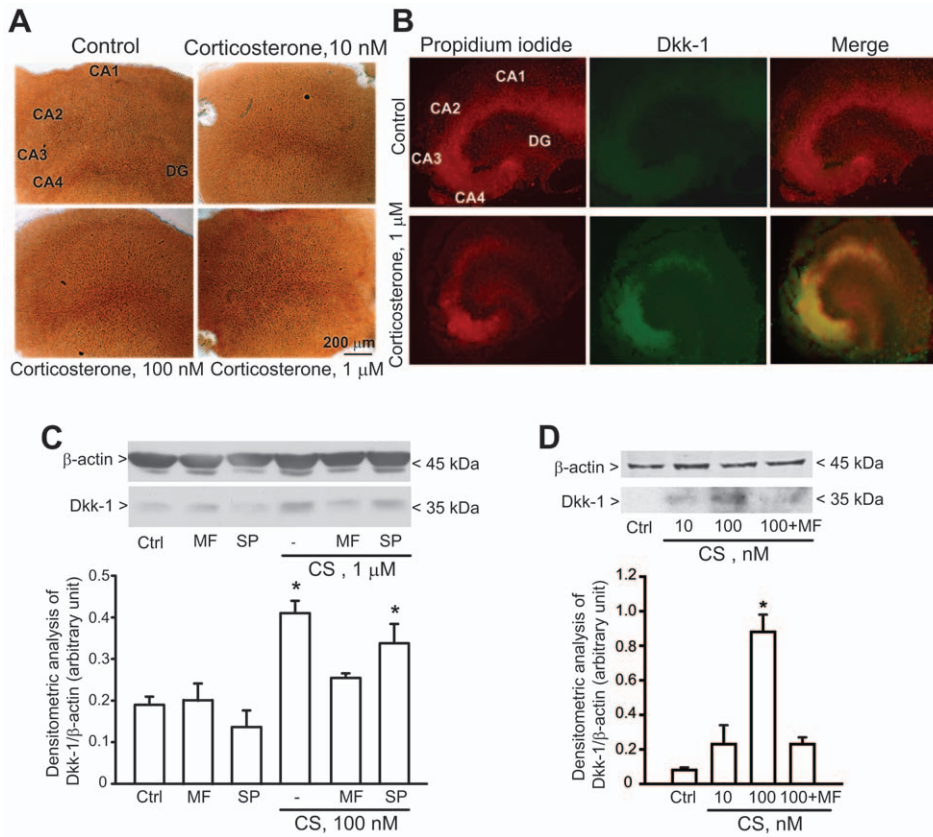 A
Control
Corticosterone, 10 nM
CA1
CA2
CA3
CA4
DG
200 µm
Corticosterone, 100 nM
Corticosterone, 1 µM
B
Propidium iodide
Dkk-1
Merge
Control
CA1
CA2
CA3
CA4
DG
Corticosterone, 1 µM
C
β-actin >
< 45 kDa
Dkk-1 >
< 35 kDa
Ctrl MF SP - MF SP
CS , 1 µM
Densitometric analysis of
Dkk-1/β-actin (arbitrary unit)
0.5
0.4
0.3
0.2
0.1
0
* *
Ctrl MF SP - MF SP
CS, 100 nM
D
β-actin >
< 45 kDa
Dkk-1 >
< 35 kDa
Ctrl 10 100 100+MF
CS , nM
Densitometric analysis of
Dkk-1/β-actin (arbitrary unit)
1.2
1.0
0.8
0.6
0.4
0.2
0
*
Ctrl 10 100 100+MF
CS, nM